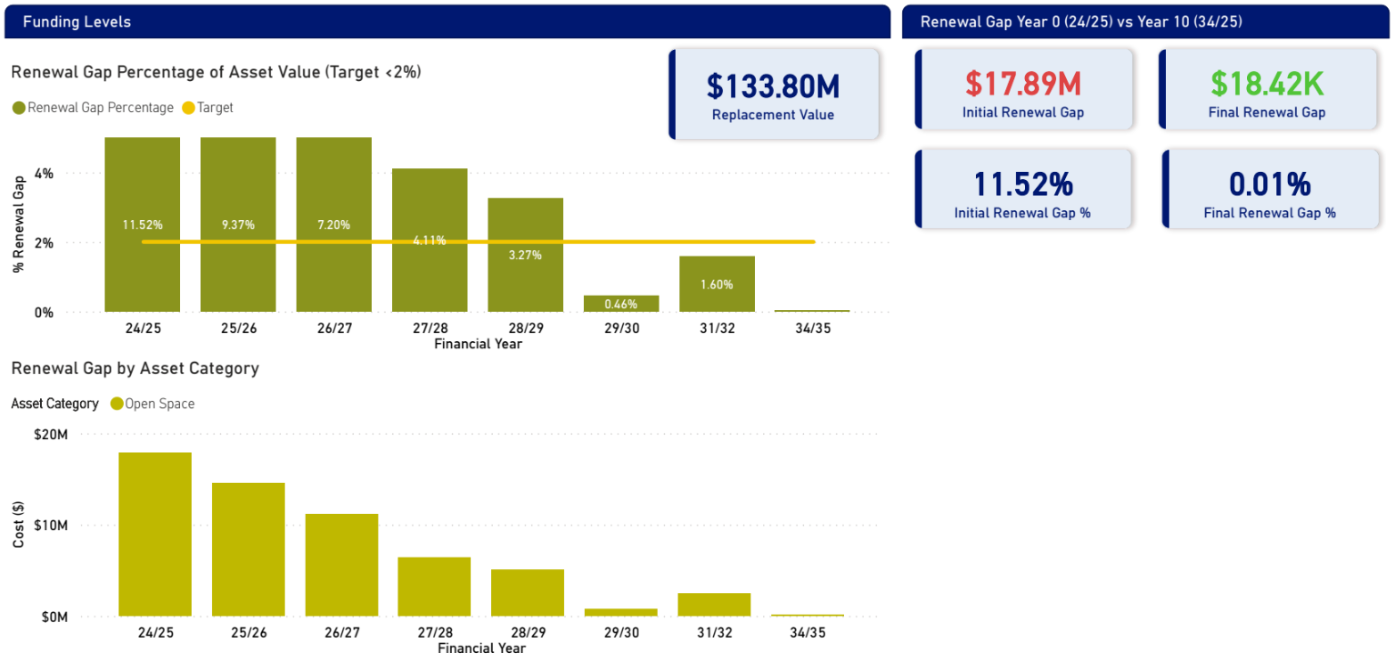 Funding Levels
Renewal Gap Percentage of Asset Value (Target <2%)
Renewal Gap Percentage Target
$133.80M
Replacement Value
% Renewal Gap
4%
2%
0%
11.52% 9.37% 7.20% 4.11% 3.27% 0.46% 1.60%
24/25 25/26 26/27 27/28 28/29 29/30 31/32 34/35
Financial Year
Renewal Gap by Asset Category
Asset Category Open Space
Cost ($)
$20M
$10M
$0M
24/25 25/26 26/27 27/28 28/29 29/30 31/32 34/35
Financial Year
Renewal Gap Year 0 (24/25) vs Year 10 (34/25)
$17.89M
Initial Renewal Gap
$18.42K
Final Renewal Gap
11.52%
Initial Renewal Gap %
0.01%
Final Renewal Gap %